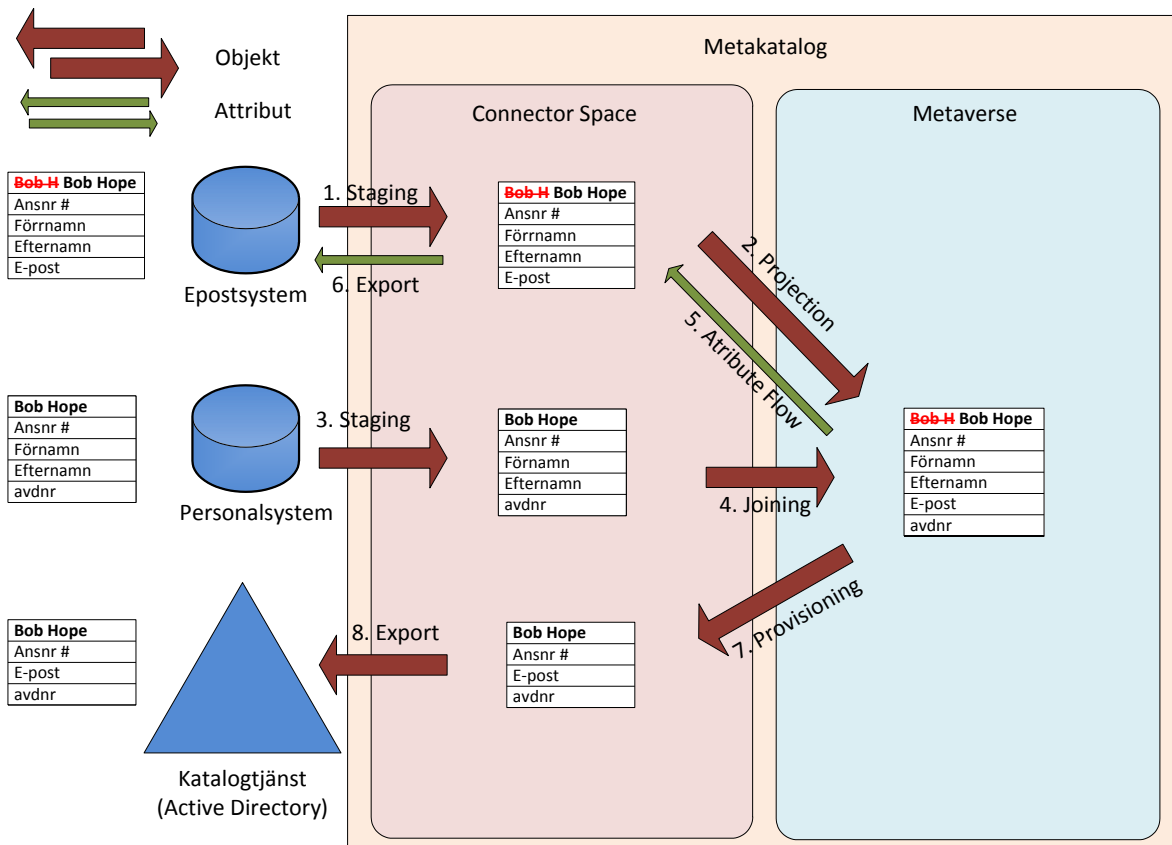 Metakatalog
Objekt
Attribut
Connector Space
Metaverse
Bob H Bob Hope
Ansnr #
Förrnamn
Efternamn
E-post
Epostsystem
1. Staging
6. Export
Bob H Bob Hope
Ansnr #
Förrnamn
Efternamn
E-post
2. Projection
5. Atribute Flow
Bob Hope
Ansnr #
Förnamn
Efternamn
avdnr
Personalsystem
3. Staging
Bob Hope
Ansnr #
Förnamn
Efternamn
avdnr
4. Joining
Bob H Bob Hope
Ansnr #
Förnamn
Efternamn
E-post
avdnr
7. Provisioning
Bob Hope
Ansnr #
E-post
avdnr
8. Export
Bob Hope
Ansnr #
E-post
avdnr
Katalogtjänst
(Active Directory)